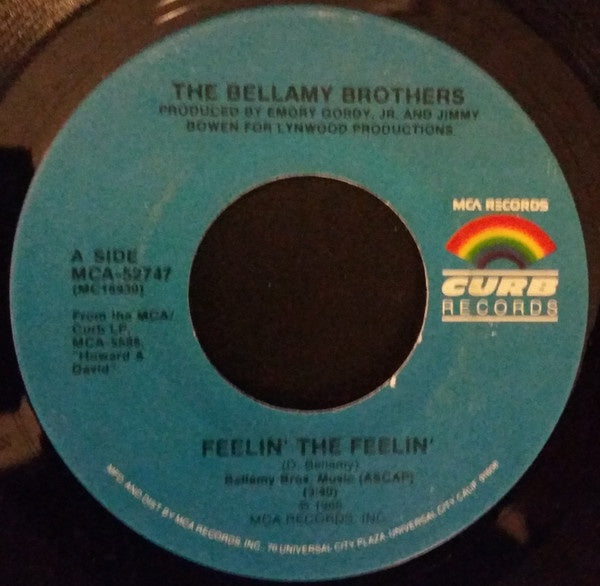 THE BELLAMY BROTHERS
PRODUCED BY EMORY GORDY, JR. AND JIMMY
BOWEN FOR LYNWOOD PRODUCTIONS
MCA RECORDS
CURB
RECORDS
A SIDE
MCA-52747
From the MCA/
Curb LP,
"Howard &
David"
FEELIN' THE FEELIN'
(D. Bellamy)
Bellamy Bros. Music (ASCAP)
MCA RECORDS, INC.
MFD. AND DIST. BY MCA RECORDS, INC. 70 UNIVERSAL CITY PLAZA, UNIVERSAL CITY, CALIF.